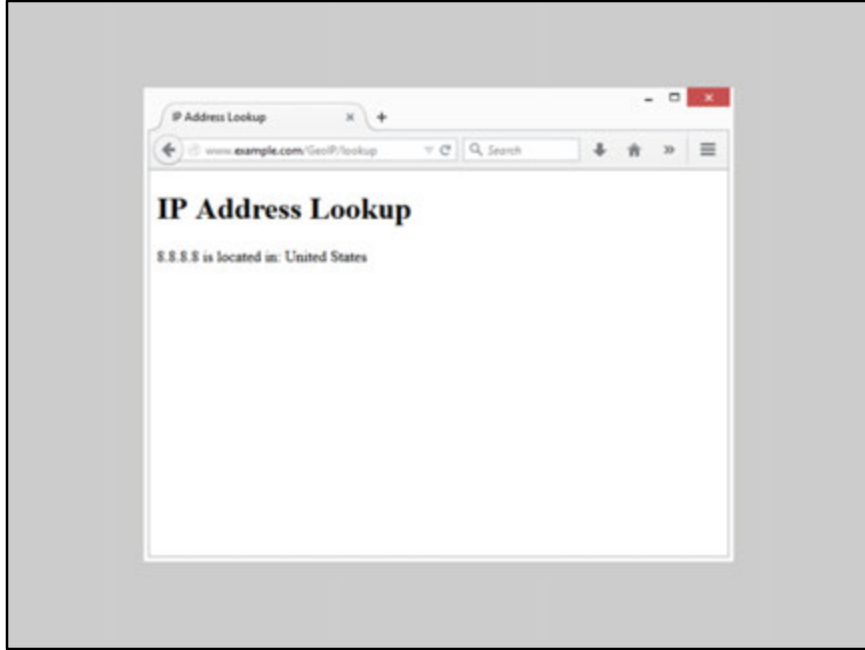 IP Address Lookup
www.example.com/GeoIP/lookup
Search
IP Address Lookup
8.8.8.8 is located in: United States